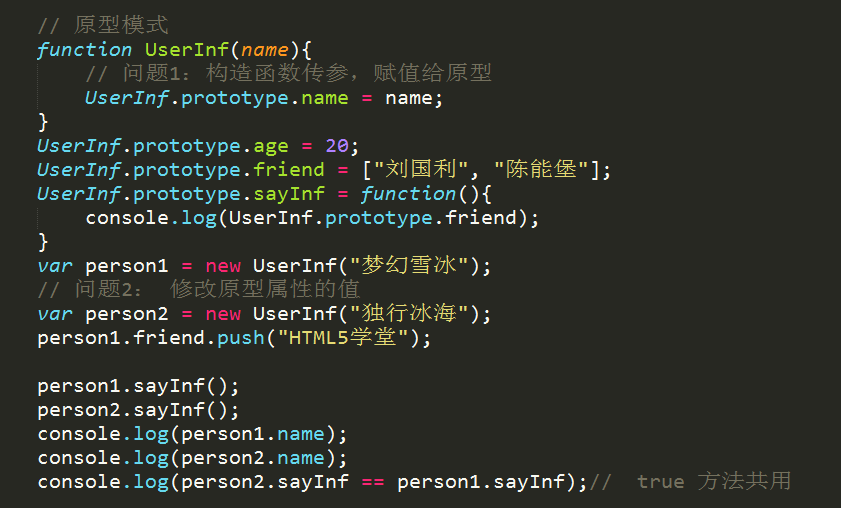 // 原型模式
function UserInf(name){
// 问题1: 构造函数传参，赋值给原型
UserInf.prototype.name = name;
}
UserInf.prototype.age = 20;
UserInf.prototype.friend = ["刘国利", "陈能堡"];
UserInf.prototype.sayInf = function(){
console.log(UserInf.prototype.friend);
}
var person1 = new UserInf("梦幻雪冰");
// 问题2: 修改原型属性的值
var person2 = new UserInf("独行冰海");
person1.friend.push("HTML5学堂");
person1.sayInf();
person2.sayInf();
console.log(person1.name);
console.log(person2.name);
console.log(person2.sayInf == person1.sayInf);// true 方法共用